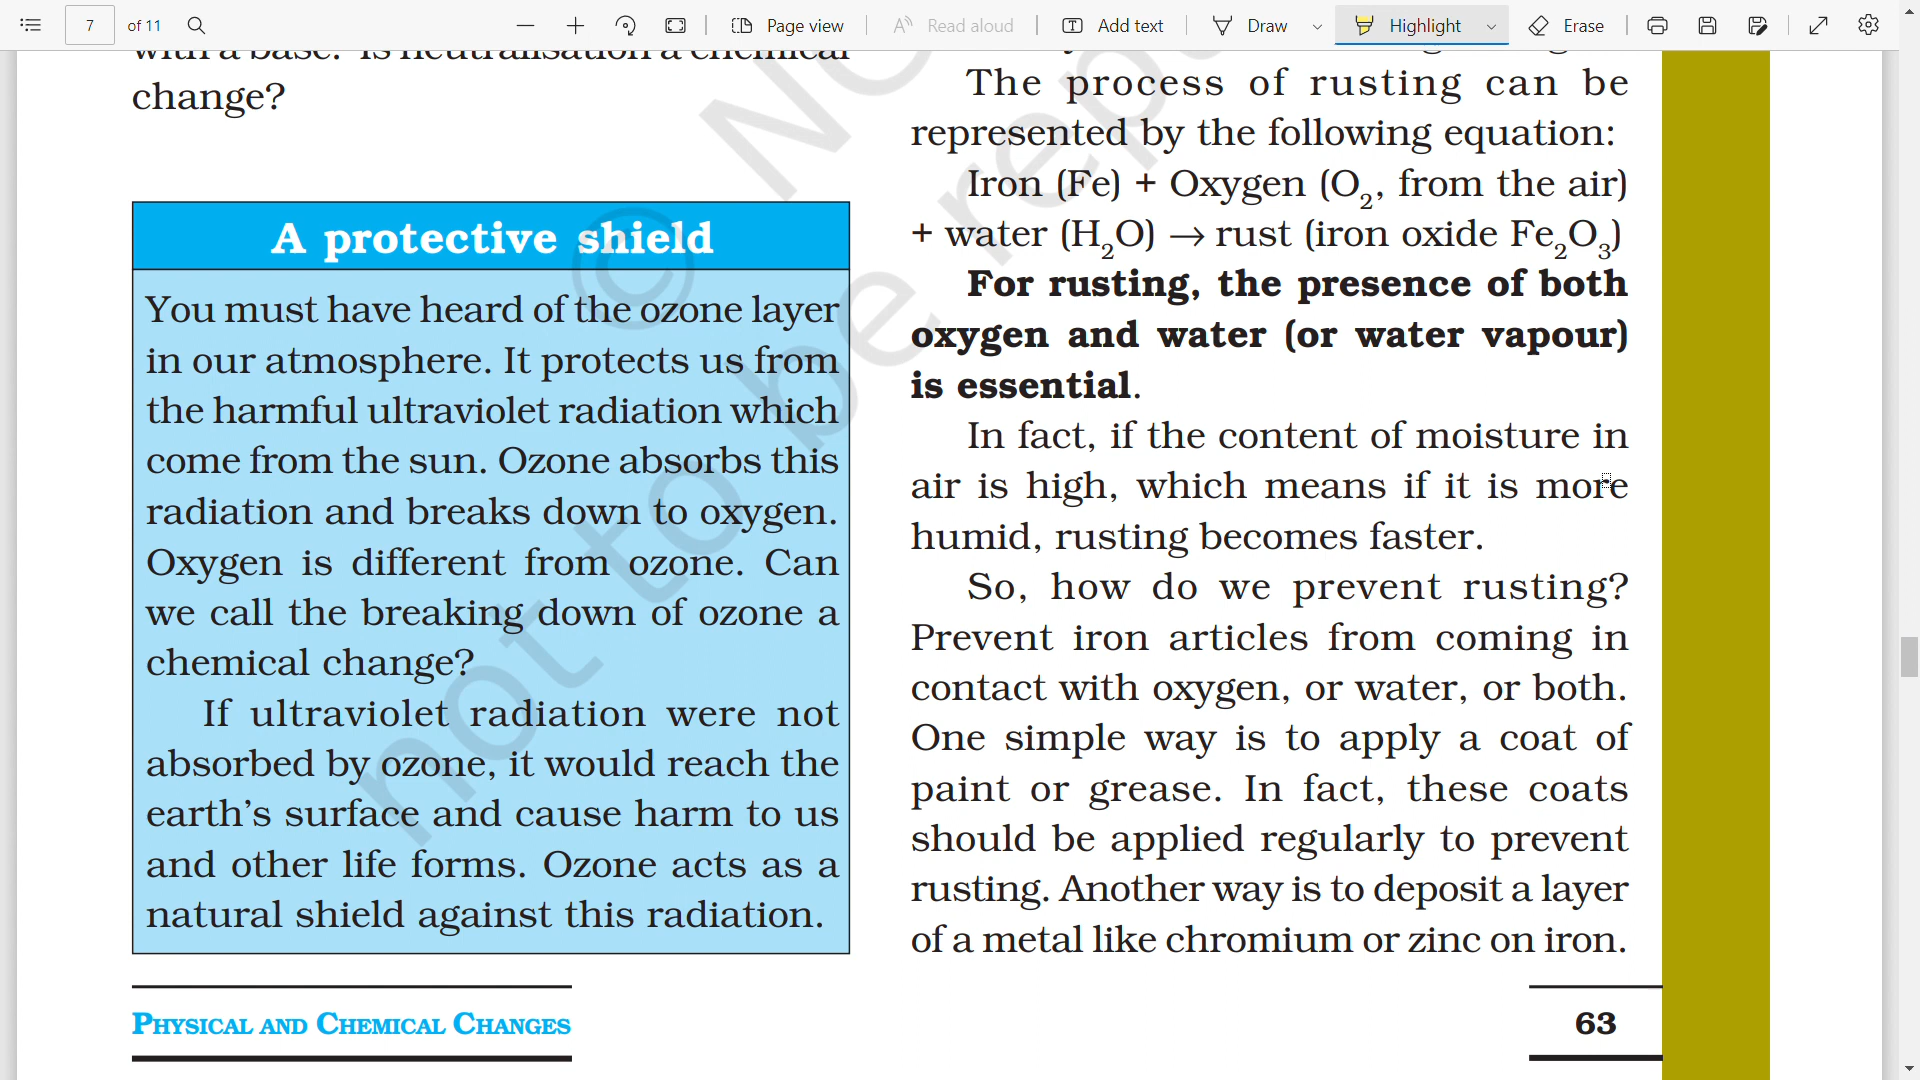 7 of 11 Page view Read aloud Add text Draw Highlight Erase
with a base. Is neutralisation a chemical
change?
A protective shield
You must have heard of the ozone layer
in our atmosphere. It protects us from
the harmful ultraviolet radiation which
come from the sun. Ozone absorbs this
radiation and breaks down to oxygen.
Oxygen is different from ozone. Can
we call the breaking down of ozone a
chemical change?
If ultraviolet radiation were not
absorbed by ozone, it would reach the
earth's surface and cause harm to us
and other life forms. Ozone acts as a
natural shield against this radiation.
The process of rusting can be
represented by the following equation:
Iron (Fe) + Oxygen (O₂, from the air)
+ water (H₂O) → rust (iron oxide Fe₂O₃)
For rusting, the presence of both
oxygen and water (or water vapour)
is essential.
In fact, if the content of moisture in
air is high, which means if it is more
humid, rusting becomes faster.
So, how do we prevent rusting?
Prevent iron articles from coming in
contact with oxygen, or water, or both.
One simple way is to apply a coat of
paint or grease. In fact, these coats
should be applied regularly to prevent
rusting. Another way is to deposit a layer
of a metal like chromium or zinc on iron.
PHYSICAL AND CHEMICAL CHANGES
63
© NC
not to be rep